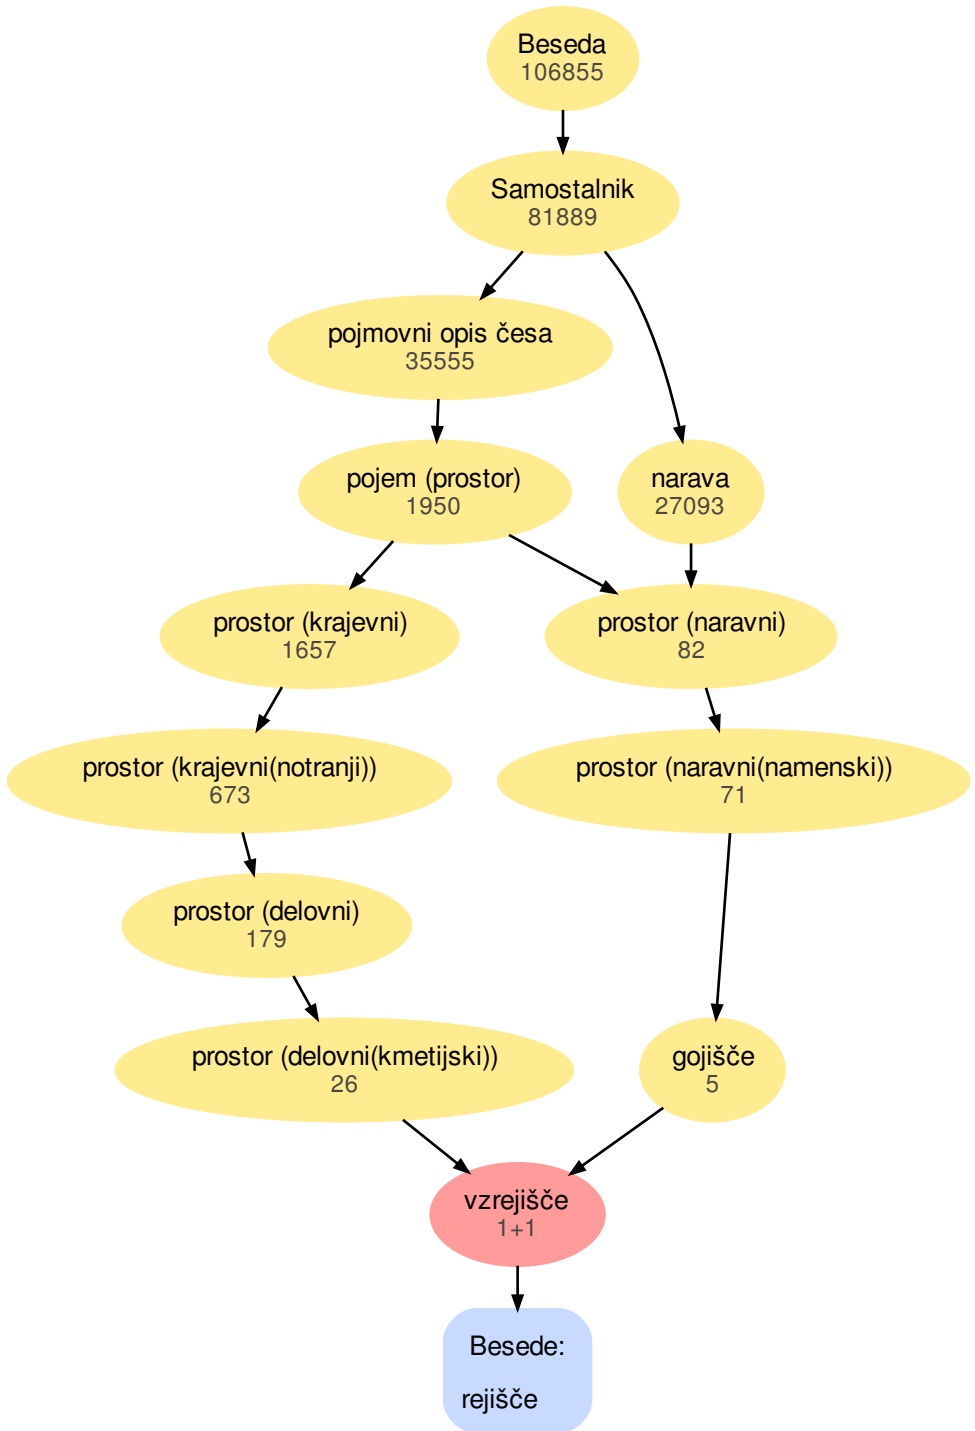 Beseda
106855
Samostalnik
81889
pojmovni opis česa
35555
pojem (prostor)
1950
narava
27093
prostor (krajevni)
1657
prostor (naravni)
82
prostor (krajevni(notranji))
673
prostor (naravni(namenski))
71
prostor (delovni)
179
prostor (delovni(kmetijski))
26
gojišče
5
vzrejišče
1+1
Besede:
rejišče